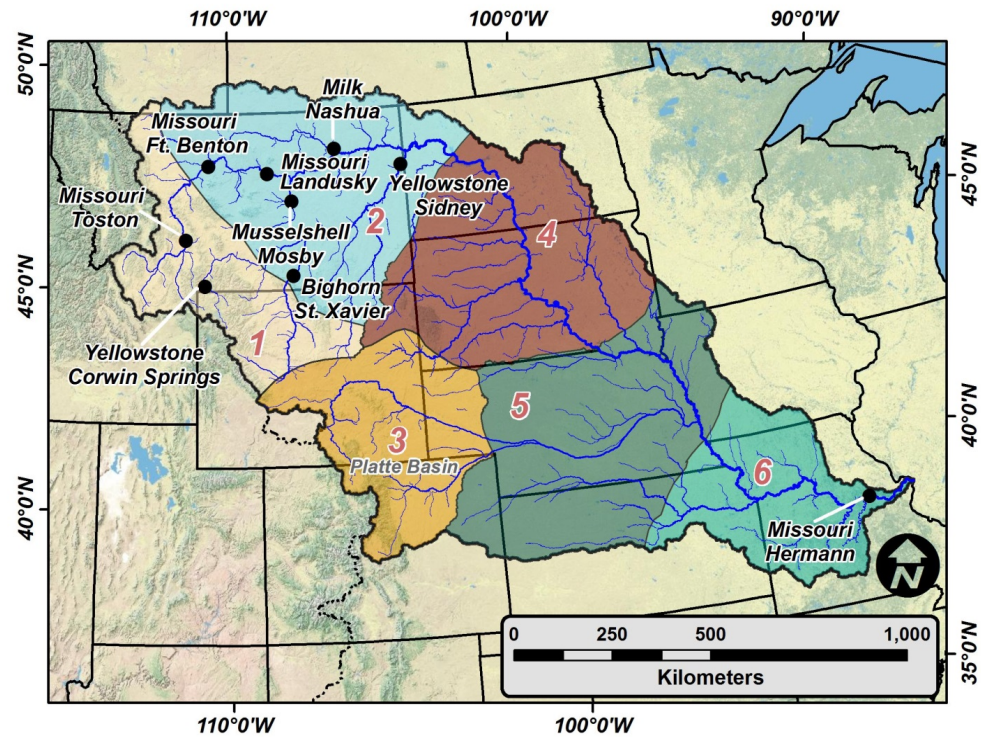 110°0'W
100°0'W
90°0'W
50°0'N
45°0'N
40°0'N
45°0'N
40°0'N
35°0'N
Milk
Nashua
Missouri
Ft. Benton
Missouri
Landusky
Yellowstone
Sidney
Missouri
Toston
Musselshell
Mosby
Bighorn
St. Xavier
Yellowstone
Corwin Springs
1
2
3
Platte Basin
4
5
6
Missouri
Hermann
N
0 250 500 1,000
Kilometers
110°0'W
100°0'W